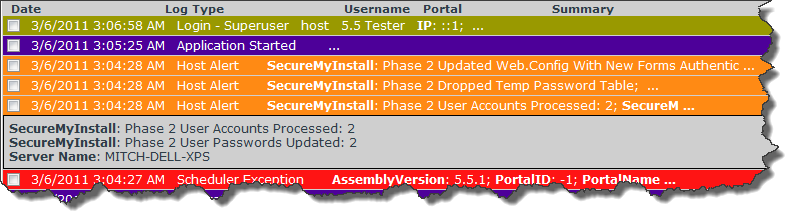 Date Log Type Username Portal Summary
3/6/2011 3:06:58 AM Login - Superuser host 5.5 Tester IP: ::1; ...
3/6/2011 3:05:25 AM Application Started ...
3/6/2011 3:04:28 AM Host Alert SecureMyInstall: Phase 2 Updated Web.Config With New Forms Authentic ...
3/6/2011 3:04:28 AM Host Alert SecureMyInstall: Phase 2 Dropped Temp Password Table; ...
3/6/2011 3:04:28 AM Host Alert SecureMyInstall: Phase 2 User Accounts Processed: 2; SecureM ...
SecureMyInstall: Phase 2 User Accounts Processed: 2
SecureMyInstall: Phase 2 User Passwords Updated: 2
Server Name: MITCH-DELL-XPS
3/6/2011 3:04:27 AM Scheduler Exception AssemblyVersion: 5.5.1; PortalID: -1; PortalName ...